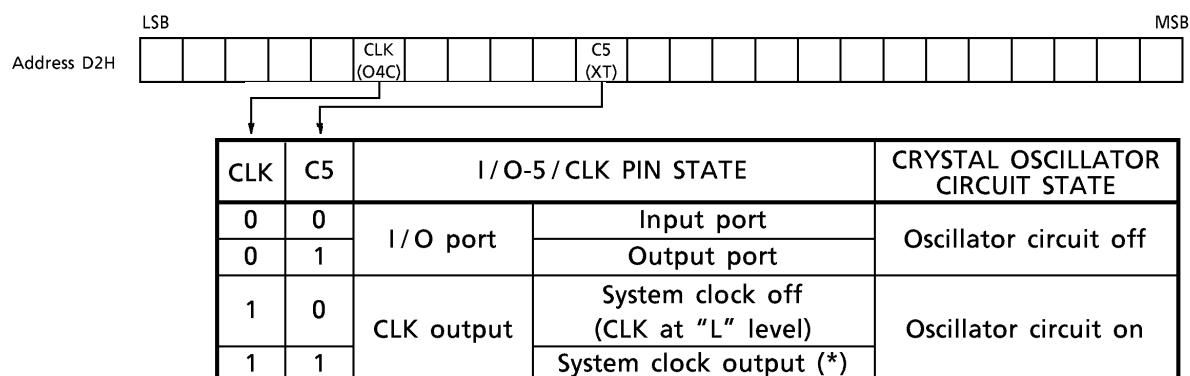 LSB MSB
Address D2H CLK (O4C) C5 (XT)
CLK C5 I/O-5/CLK PIN STATE CRYSTAL OSCILLATOR CIRCUIT STATE
0 0 I/O port Input port Oscillator circuit off
0 1 Output port
1 0 CLK output System clock off (CLK at “L” level) Oscillator circuit on
1 1 System clock output (*)